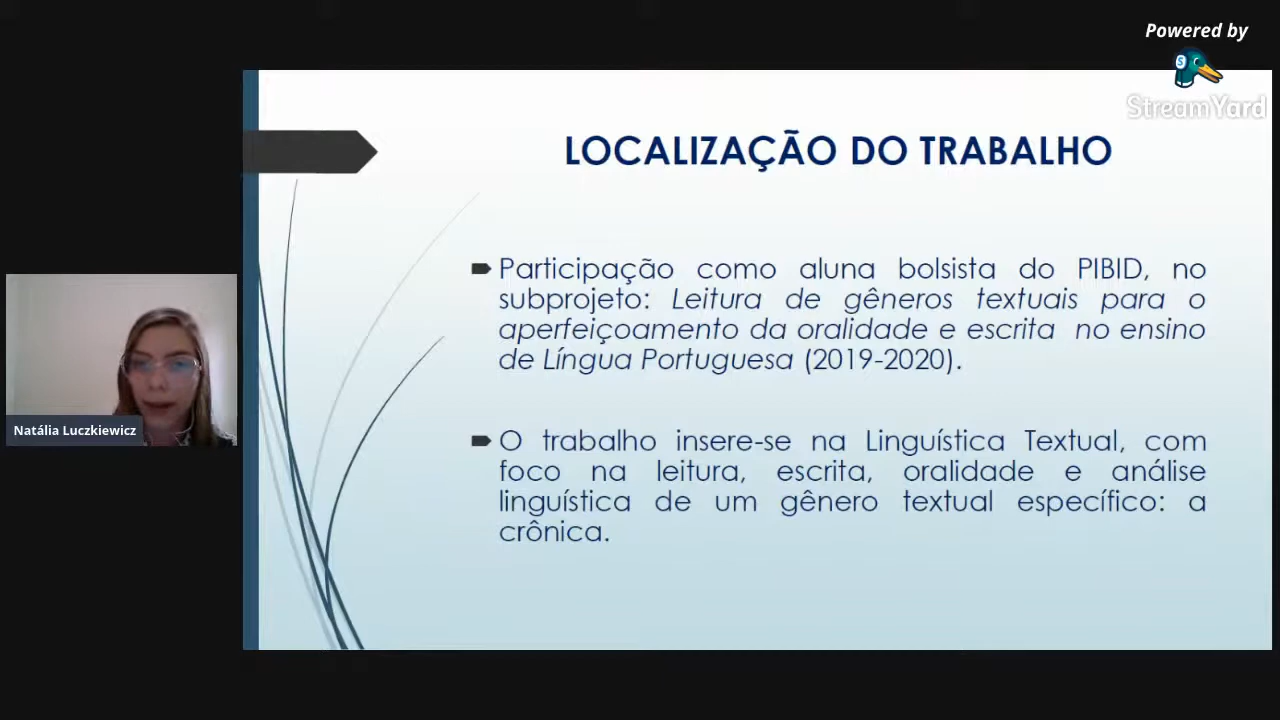 Powered by
StreamYard
LOCALIZAÇÃO DO TRABALHO
Participação como aluna bolsista do PIBID, no
subprojeto: Leitura de gêneros textuais para o
aperfeiçoamento da oralidade e escrita no ensino
de Língua Portuguesa (2019-2020).
O trabalho insere-se na Linguística Textual, com
foco na leitura, escrita, oralidade e análise
linguística de um gênero textual específico: a
crônica.
Natália Luczkiewicz